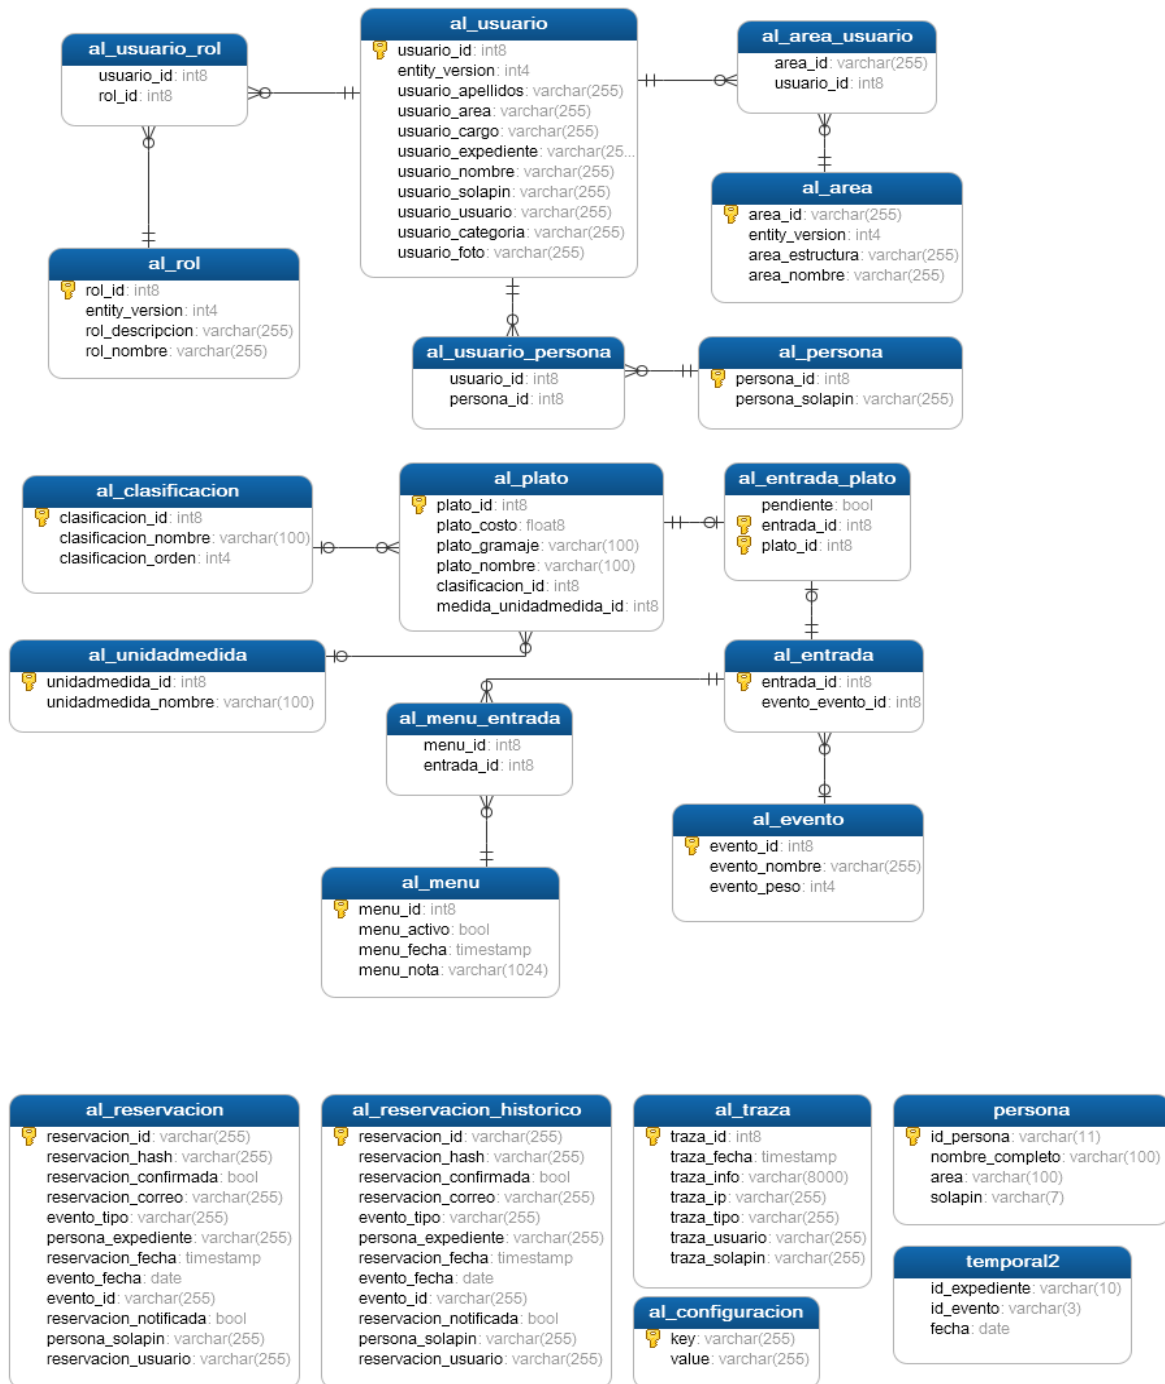 al_usuario_rol
usuario_id: int8
rol_id: int8
al_usuario
usuario_id: int8
entity_version: int4
usuario_apellidos: varchar(255)
usuario_area: varchar(255)
usuario_cargo: varchar(255)
usuario_expediente: varchar(25...
usuario_nombre: varchar(255)
usuario_solapin: varchar(255)
usuario_usuario: varchar(255)
usuario_categoria: varchar(255)
usuario_foto: varchar(255)
al_area_usuario
area_id: varchar(255)
usuario_id: int8
al_area
area_id: varchar(255)
entity_version: int4
area_estructura: varchar(255)
area_nombre: varchar(255)
al_rol
rol_id: int8
entity_version: int4
rol_descripcion: varchar(255)
rol_nombre: varchar(255)
al_usuario_persona
usuario_id: int8
persona_id: int8
al_persona
persona_id: int8
persona_solapin: varchar(255)
al_clasificacion
clasificacion_id: int8
clasificacion_nombre: varchar(100)
clasificacion_orden: int4
al_plato
plato_id: int8
plato_costo: float8
plato_gramaje: varchar(100)
plato_nombre: varchar(100)
clasificacion_id: int8
medida_unidadmedida_id: int8
al_entrada_plato
pendiente: bool
entrada_id: int8
plato_id: int8
al_unidadmedida
unidadmedida_id: int8
unidadmedida_nombre: varchar(100)
al_entrada
entrada_id: int8
evento_evento_id: int8
al_menu_entrada
menu_id: int8
entrada_id: int8
al_evento
evento_id: int8
evento_nombre: varchar(255)
evento_peso: int4
al_menu
menu_id: int8
menu_activo: bool
menu_fecha: timestamp
menu_nota: varchar(1024)
al_reservacion
reservacion_id: varchar(255)
reservacion_hash: varchar(255)
reservacion_confirmada: bool
reservacion_correo: varchar(255)
evento_tipo: varchar(255)
persona_expediente: varchar(255)
reservacion_fecha: timestamp
evento_fecha: date
evento_id: varchar(255)
reservacion_notificada: bool
persona_solapin: varchar(255)
reservacion_usuario: varchar(255)
al_reservacion_historico
reservacion_id: varchar(255)
reservacion_hash: varchar(255)
reservacion_confirmada: bool
reservacion_correo: varchar(255)
evento_tipo: varchar(255)
persona_expediente: varchar(255)
reservacion_fecha: timestamp
evento_fecha: date
evento_id: varchar(255)
reservacion_notificada: bool
persona_solapin: varchar(255)
reservacion_usuario: varchar(255)
al_traza
traza_id: int8
traza_fecha: timestamp
traza_info: varchar(8000)
traza_ip: varchar(255)
traza_tipo: varchar(255)
traza_usuario: varchar(255)
traza_solapin: varchar(255)
al_configuracion
key: varchar(255)
value: varchar(255)
persona
id_persona: varchar(11)
nombre_completo: varchar(100)
area: varchar(100)
solapin: varchar(7)
temporal2
id_expediente: varchar(10)
id_evento: varchar(3)
fecha: date